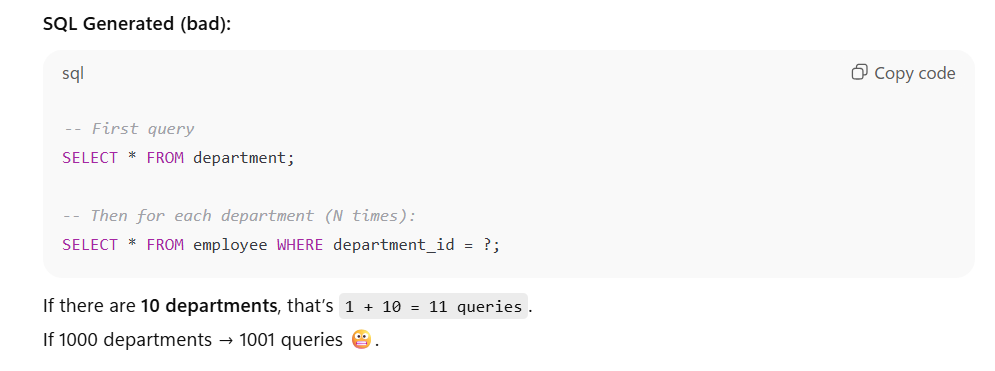 SQL Generated (bad):
sql
Copy code
-- First query
SELECT * FROM department;
-- Then for each department (N times):
SELECT * FROM employee WHERE department_id = ?;
If there are 10 departments, that’s 1 + 10 = 11 queries.
If 1000 departments → 1001 queries 😬.